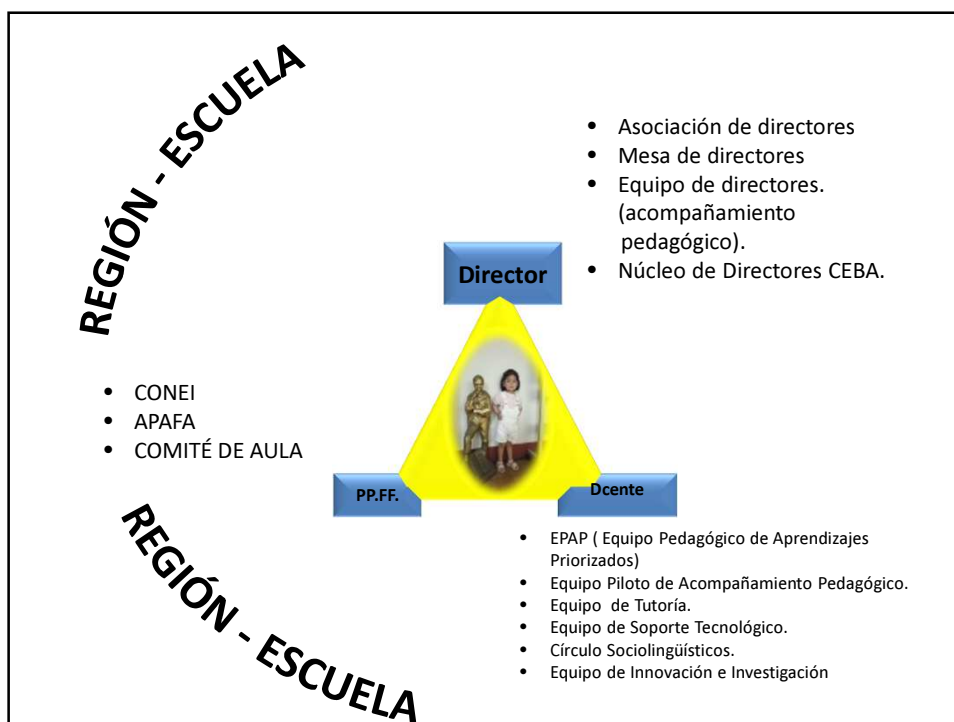 REGIÓN - ESCUELA
• Asociación de directores
• Mesa de directores
• Equipo de directores.
(acompañamiento
pedagógico).
• Núcleo de Directores CEBA.
Director
• CONEI
• APAFA
• COMITÉ DE AULA
PP.FF.
Dcente
REGIÓN - ESCUELA
• EPAP ( Equipo Pedagógico de Aprendizajes
Priorizados)
• Equipo Piloto de Acompañamiento Pedagógico.
• Equipo de Tutoría.
• Equipo de Soporte Tecnológico.
• Círculo Sociolingüísticos.
• Equipo de Innovación e Investigación